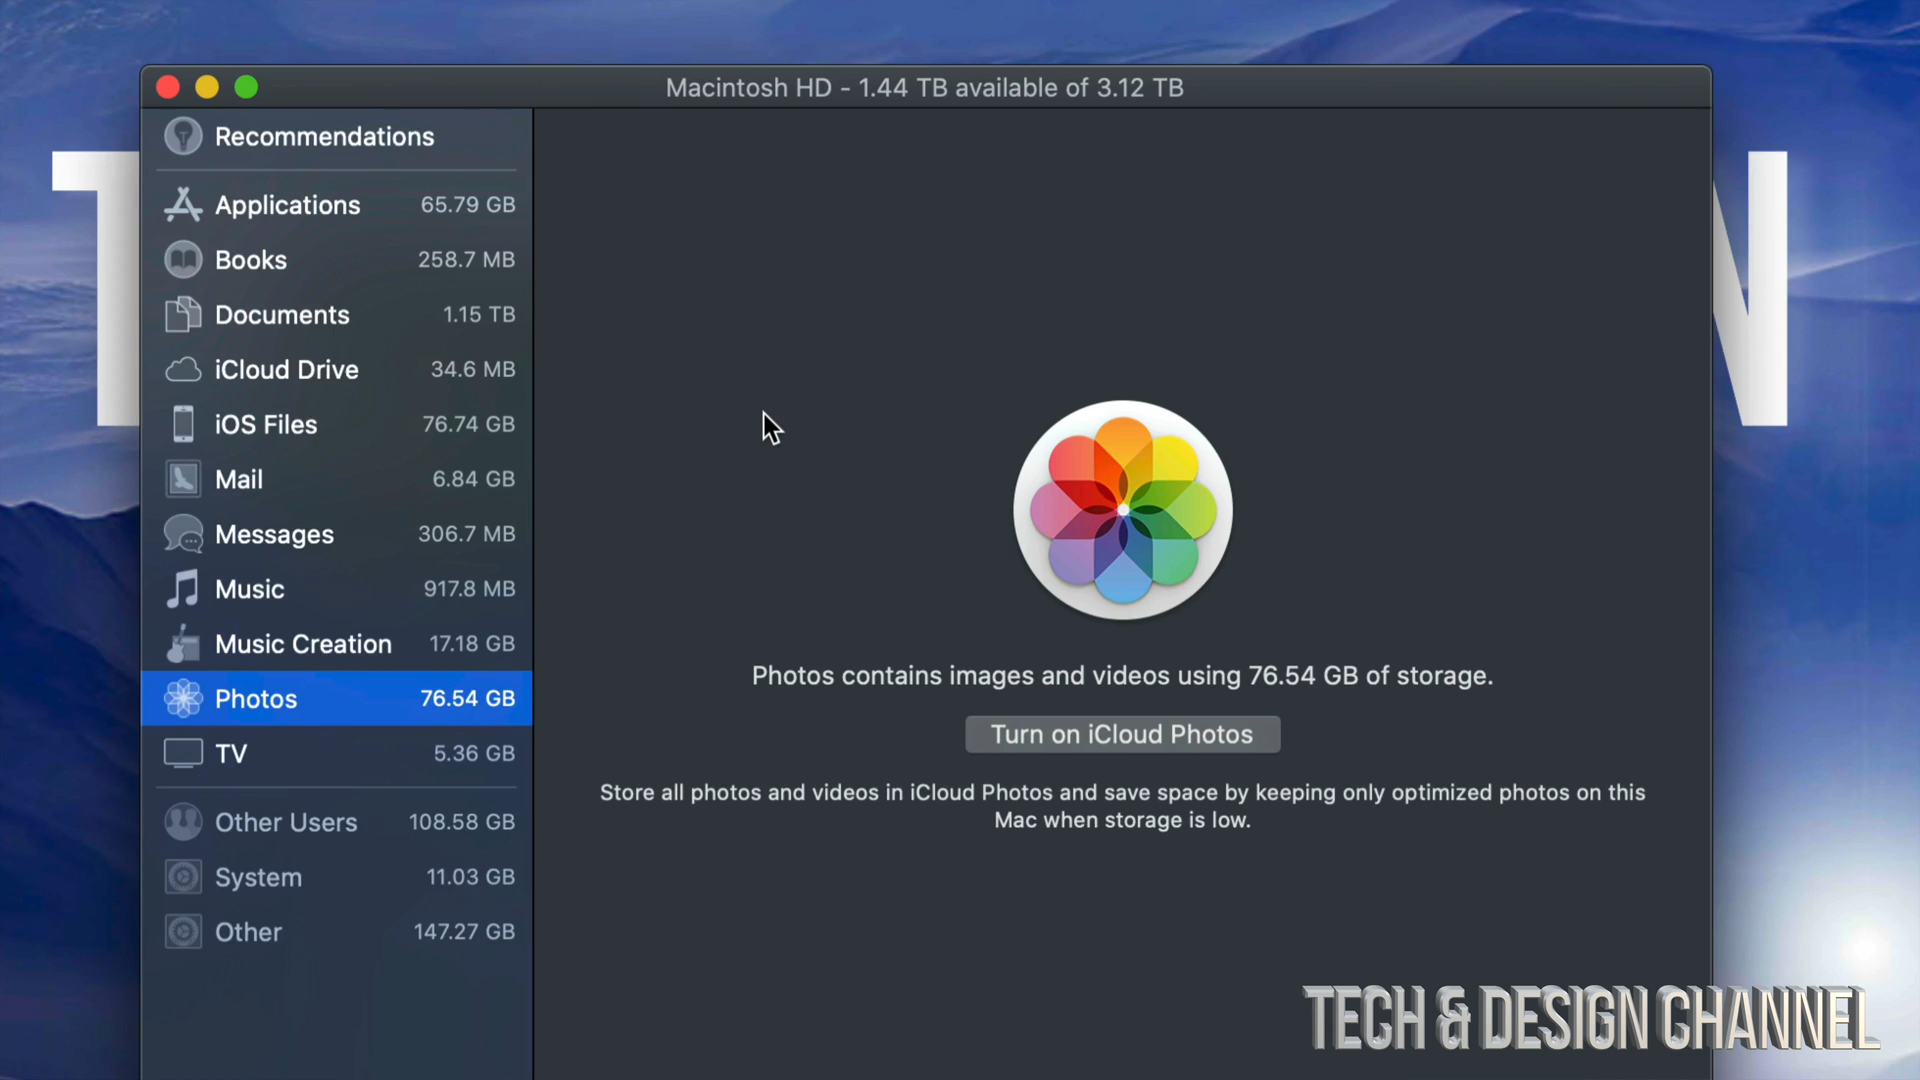 Macintosh HD - 1.44 TB available of 3.12 TB
Recommendations
Applications 65.79 GB
Books 258.7 MB
Documents 1.15 TB
iCloud Drive 34.6 MB
iOS Files 76.74 GB
Mail 6.84 GB
Messages 306.7 MB
Music 917.8 MB
Music Creation 17.18 GB
Photos 76.54 GB
TV 5.36 GB
Other Users 108.58 GB
System 11.03 GB
Other 147.27 GB
Photos contains images and videos using 76.54 GB of storage.
Turn on iCloud Photos
Store all photos and videos in iCloud Photos and save space by keeping only optimized photos on this
Mac when storage is low.
TECH & DESIGN CHANNEL